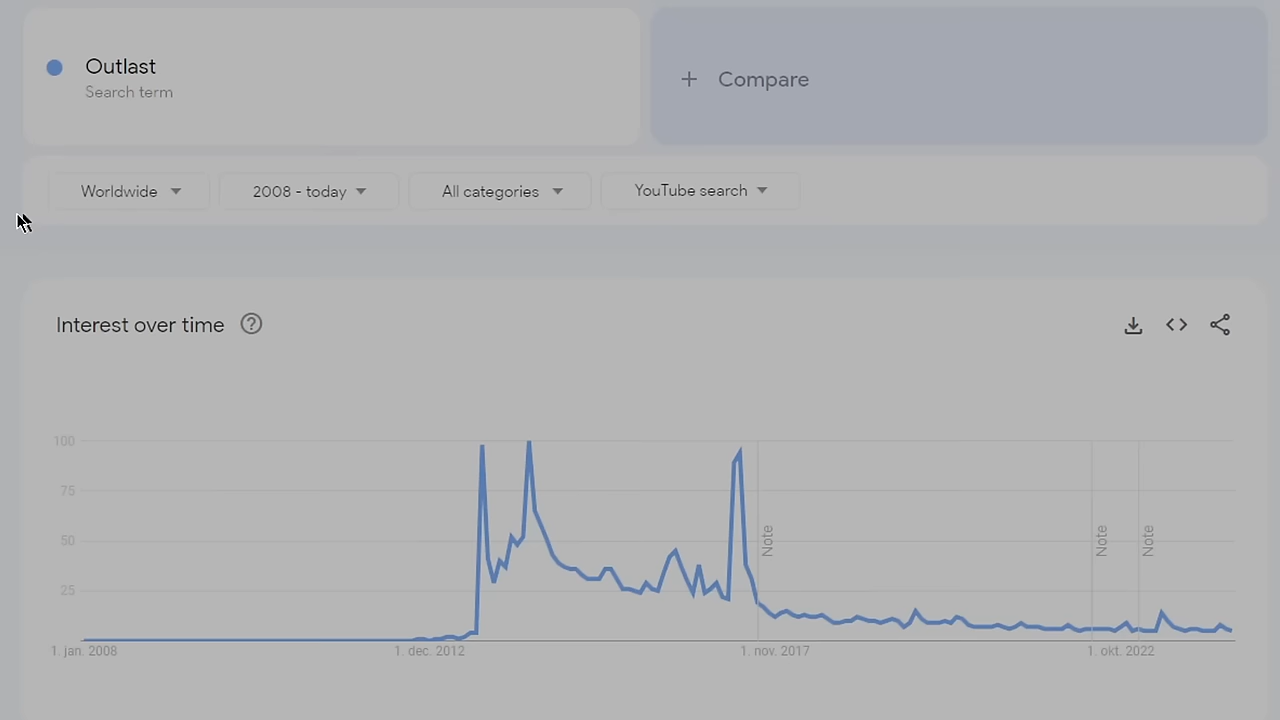 Outlast
Search term
+ Compare
Worldwide
2008 - today
All categories
YouTube search
Interest over time ?
100
75
50
25
Note
Note
Note
1. jan. 2008
1. dec. 2012
1. nov. 2017
1. okt. 2022